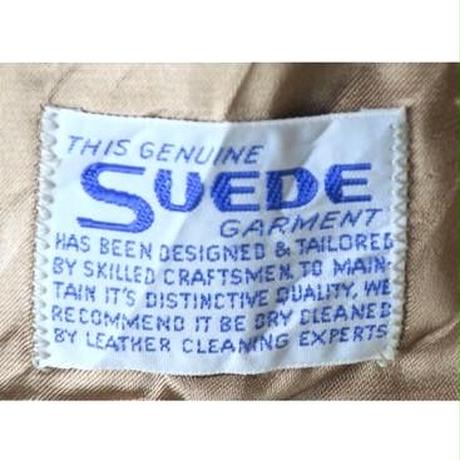 THIS GENUINE
SUEDE
GARMENT
HAS BEEN DESIGNED & TAILORED
BY SKILLED CRAFTSMEN. TO MAIN-
TAIN IT'S DISTINCTIVE QUALITY, WE
RECOMMEND IT BE DRY CLEANED
BY LEATHER CLEANING EXPERTS